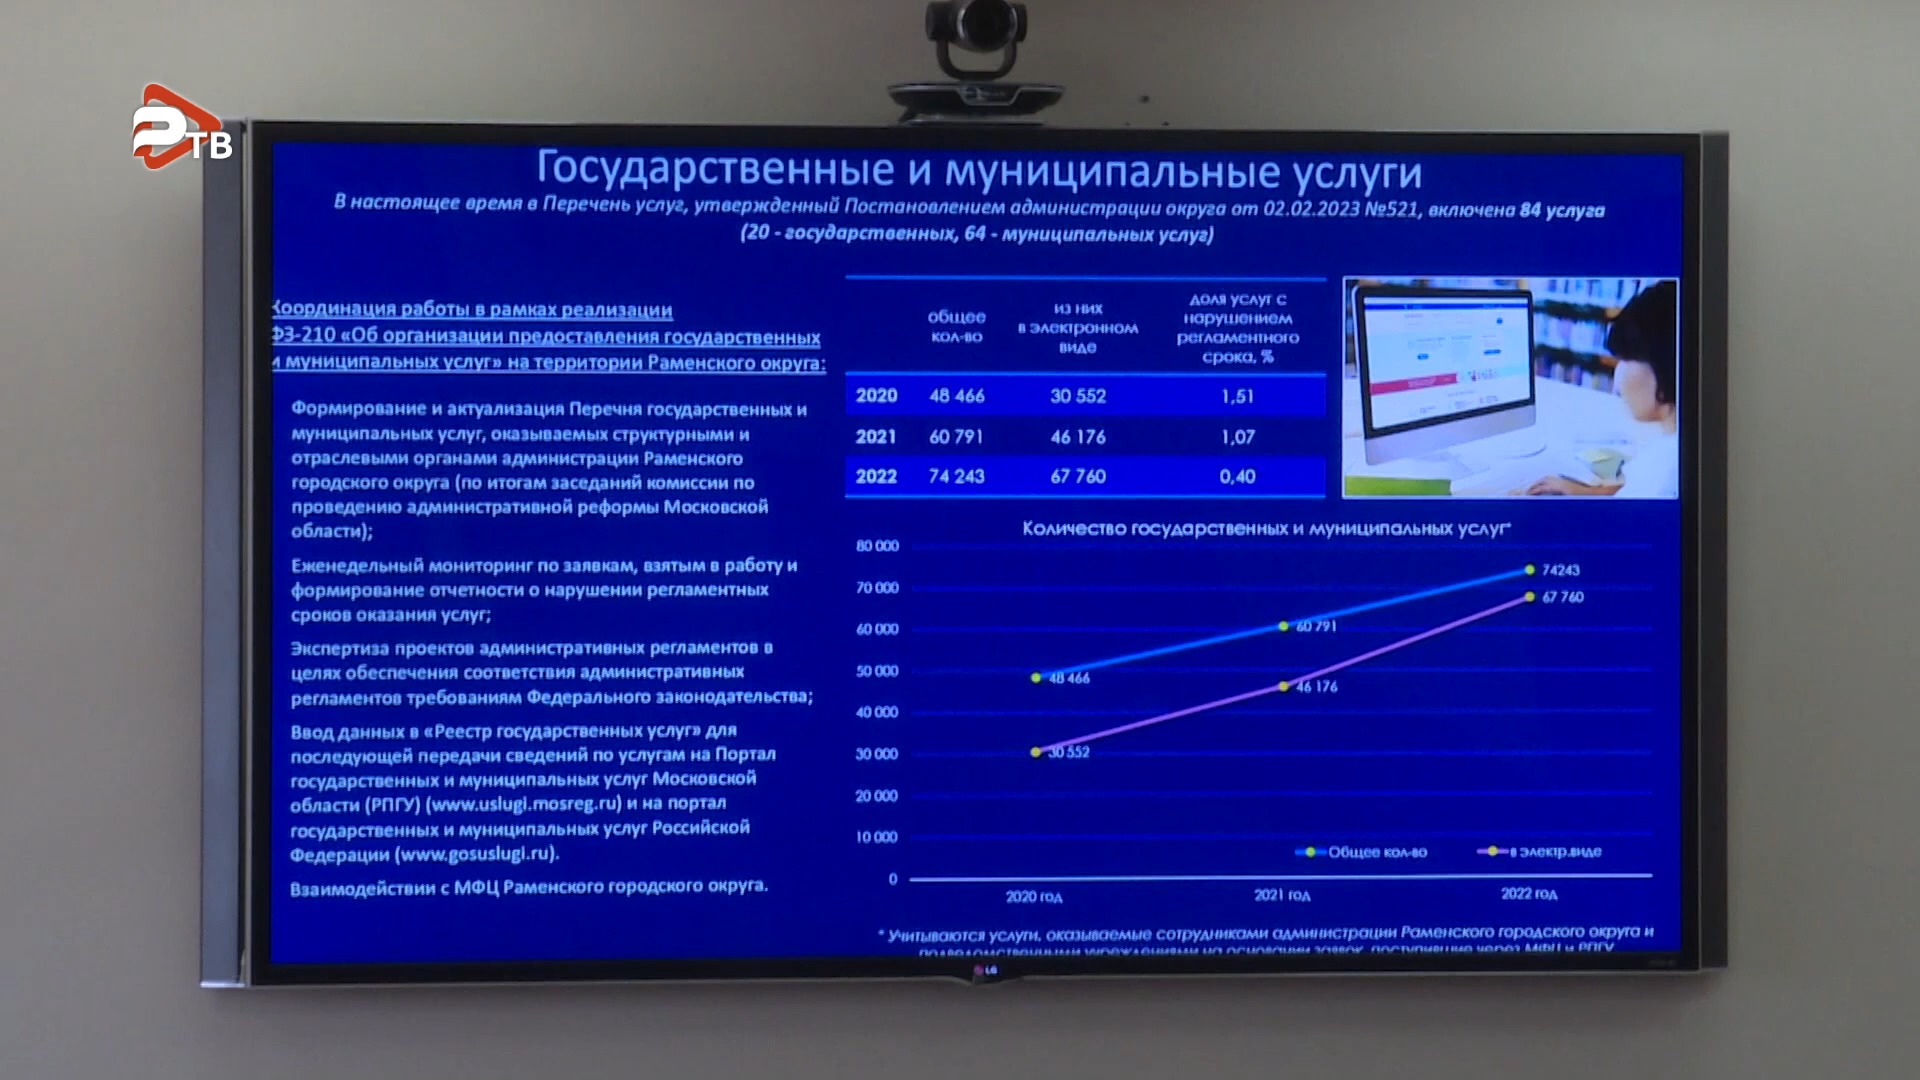 РТВ
Государственные и муниципальные услуги
В настоящее время в Перечень услуг, утвержденный Постановлением администрации округа от 02.02.2023 №521, включена 84 услуга
(20 - государственных, 64 - муниципальных услуг)
Координация работы в рамках реализации
ФЗ-210 «Об организации предоставления государственных
и муниципальных услуг» на территории Раменского округа:
Формирование и актуализация Перечня государственных и
муниципальных услуг, оказываемых структурными и
отраслевыми органами администрации Раменского
городского округа (по итогам заседаний комиссии по
проведению административной реформы Московской
области);
Еженедельный мониторинг по заявкам, взятым в работу и
формирование отчетности о нарушении регламентных
сроков оказания услуг;
Экспертиза проектов административных регламентов в
целях обеспечения соответствия административных
регламентов требованиям Федерального законодательства;
Ввод данных в «Реестр государственных услуг» для
последующей передачи сведений по услугам на Портал
государственных и муниципальных услуг Московской
области (РПГУ) (www.uslugi.mosreg.ru) и на портал
государственных и муниципальных услуг Российской
Федерации (www.gosuslugi.ru).
Взаимодействии с МФЦ Раменского городского округа.
общее
кол-во
из них
в электронном
виде
доля услуг с
нарушением
регламентного
срока, %
2020 48 466 30 552 1,51
2021 60 791 46 176 1,07
2022 74 243 67 760 0,40
Количество государственных и муниципальных услуг*
80 000
70 000
60 000
50 000
40 000
30 000
20 000
10 000
0
74243
67 760
60 791
46 176
48 466
30 552
Общее кол-во
в электр.виде
2020 год
2021 год
2022 год
* Учитываются услуги, оказываемые сотрудниками администрации Раменского городского округа и
подведомственными учреждениями на основании заявок, поступившие через МФЦ и РПГУ
LG